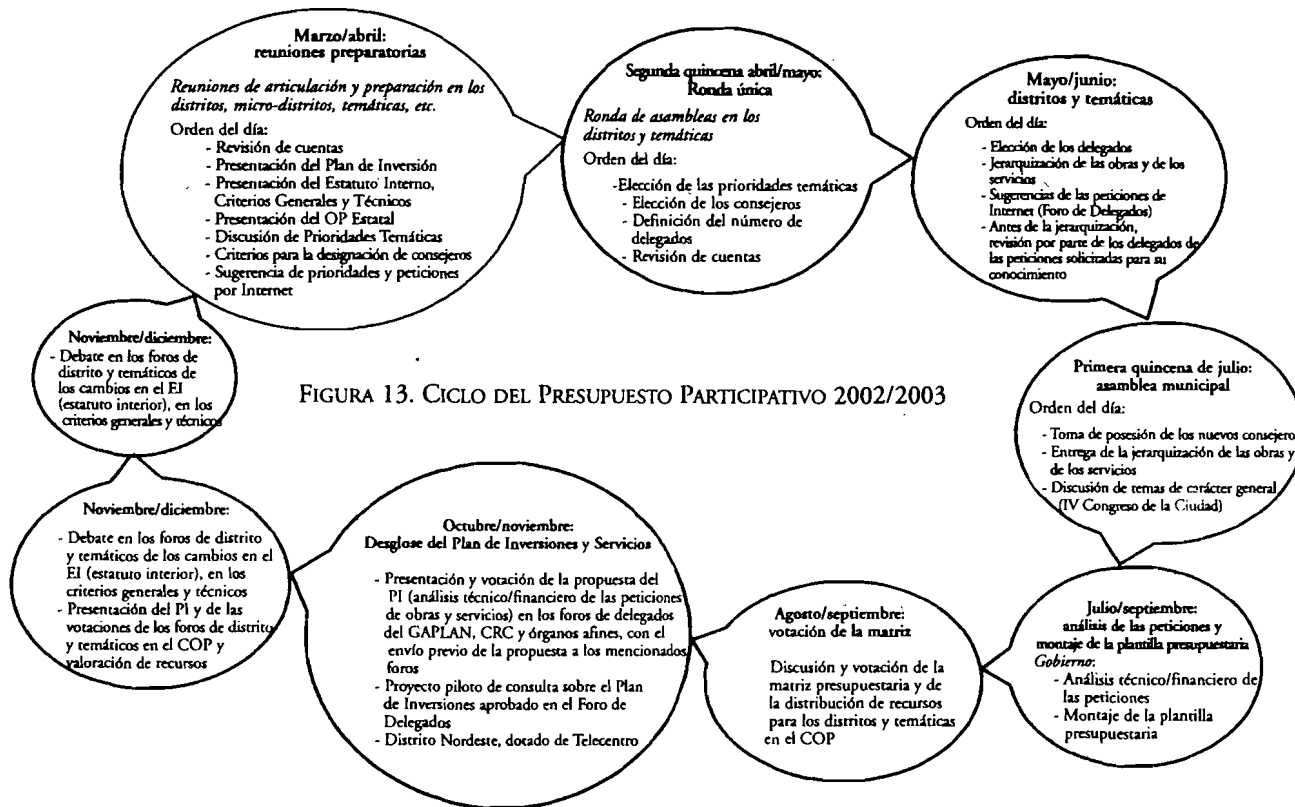 Marzo/abril:
reuniones preparatorias
Reuniones de articulación y preparación en los
distritos, micro-distritos, temáticas, etc.
Orden del día:
- Revisión de cuentas
- Presentación del Plan de Inversión
- Presentación del Estatuto Interno,
Criterios Generales y Técnicos
- Presentación del OP Estatal
- Discusión de Prioridades Temáticas
- Criterios para la designación de consejeros
- Sugerencia de prioridades y peticiones
por Internet
Segunda quincena abril/mayo:
Ronda única
Ronda de asambleas en los
distritos y temáticas
Orden del día:
-Elección de las prioridades temáticas
- Elección de los consejeros
- Definición del número de
delegados
- Revisión de cuentas
Mayo/junio:
distritos y temáticas
Orden del día:
- Elección de los delegados
- Jerarquización de las obras y de los
servicios
- Sugerencias de las peticiones de
Internet (Foro de Delegados)
- Antes de la jerarquización,
revisión por parte de los delegados de
las peticiones solicitadas para su
conocimiento
Primera quincena de julio:
asamblea municipal
Orden del día:
- Toma de posesión de los nuevos consejero
- Entrega de la jerarquización de las obras y
de los servicios
- Discusión de temas de carácter general
(IV Congreso de la Ciudad)
Julio/septiembre:
análisis de las peticiones y
montaje de la plantilla presupuestaria
Gobierno:
- Análisis técnico/financiero de
las peticiones
- Montaje de la plantilla
presupuestaria
Agosto/septiembre:
votación de la matriz
Discusión y votación de la
matriz presupuestaria y de
la distribución de recursos
para los distritos y temáticas
en el COP
Octubre/noviembre:
Desglose del Plan de Inversiones y Servicios
- Presentación y votación de la propuesta del
PI (análisis técnico/financiero de las peticiones
de obras y servicios) en los foros de delegados
del GAPLAN, CRC y órganos afines, con el
envío previo de la propuesta a los mencionados
foros
- Proyecto piloto de consulta sobre el Plan
de Inversiones aprobado en el Foro de
Delegados
- Distrito Nordeste, dotado de Telecentro
Noviembre/diciembre:
- Debate en los foros de distrito
y temáticos de los cambios en el
EI (estatuto interior), en los
criterios generales y técnicos
- Presentación del PI y de las
votaciones de los foros de distrito
y temáticos en el COP y
valoración de recursos
Noviembre/diciembre:
- Debate en los foros de
distrito y temáticos de
los cambios en el EI
(estatuto interior), en los
criterios generales y técnicos
FIGURA 13. CICLO DEL PRESUPUESTO PARTICIPATIVO 2002/2003